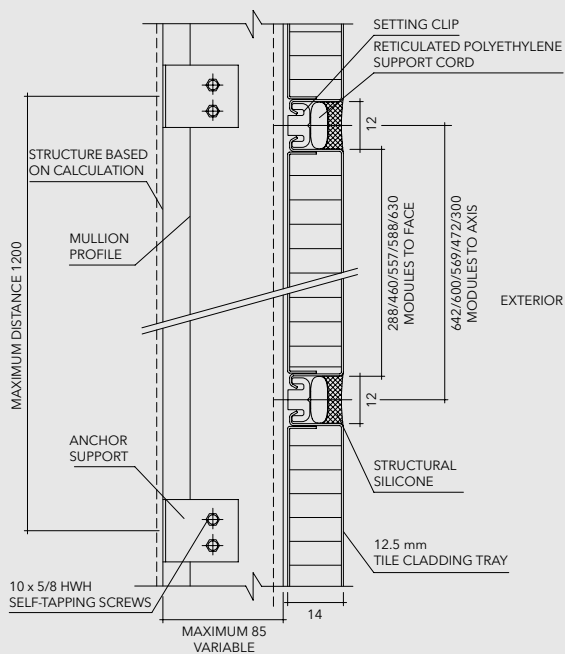 SETTING CLIP
RETICULATED POLYETHYLENE
SUPPORT CORD
12
STRUCTURE BASED
ON CALCULATION
MULLION
PROFILE
MAXIMUM DISTANCE 1200
288/460/557/588/630
MODULES TO FACE
642/600/569/472/300
MODULES TO AXIS
EXTERIOR
12
ANCHOR
SUPPORT
STRUCTURAL
SILICONE
12.5 mm
TILE CLADDING TRAY
10 x 5/8 HWH
SELF-TAPPING SCREWS
14
MAXIMUM 85
VARIABLE